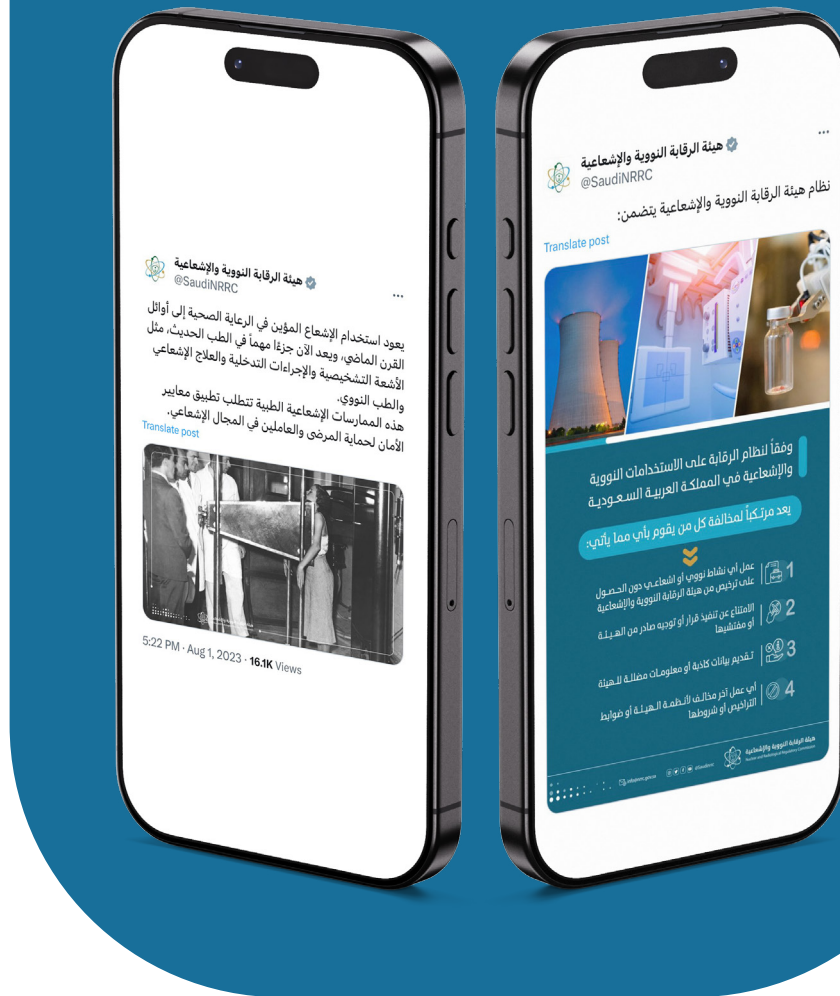 هيئة الرقابة النووية والإشعاعية
@SaudiNRRC
يعود استخدام الإشعاع المؤين في الرعاية الصحية إلى أوائل
القرن الماضي، ويعد الآن جزءًا مهماً في الطب الحديث، مثل
الأشعة التشخيصية والإجراءات التدخلية والعلاج الإشعاعي
والطب النووي.
هذه الممارسات الإشعاعية الطبية تتطلب تطبيق معايير
الأمان لحماية المرضى والعاملين في المجال الإشعاعي.
Translate post
5:22 PM · Aug 1, 2023 · 16.1K Views
هيئة الرقابة النووية والإشعاعية
@SaudiNRRC
نظام هيئة الرقابة النووية والإشعاعية يتضمن:
Translate post
وفقاً لنظام الرقابة على الاستخدامات النووية
والإشعاعية في المملكة العربية السعودية
يعد مرتكباً لمخالفة كل من يقوم بأي مما يأتي:
1 عمل أي نشاط نووي أو اشعاعي دون الحصول
على ترخيص من هيئة الرقابة النووية والإشعاعية
2 الامتناع عن تنفيذ قرار أو توجيه صادر من الهيئة
أو مفتشيها
3 تقديم بيانات كاذبة أو معلومات مضللة للهيئة
4 أي عمل آخر مخالف لأنظمة الهيئة أو ضوابط
التراخيص أو شروطها
هيئة الرقابة النووية والإشعاعية
Nuclear and Radiological Regulatory Commission